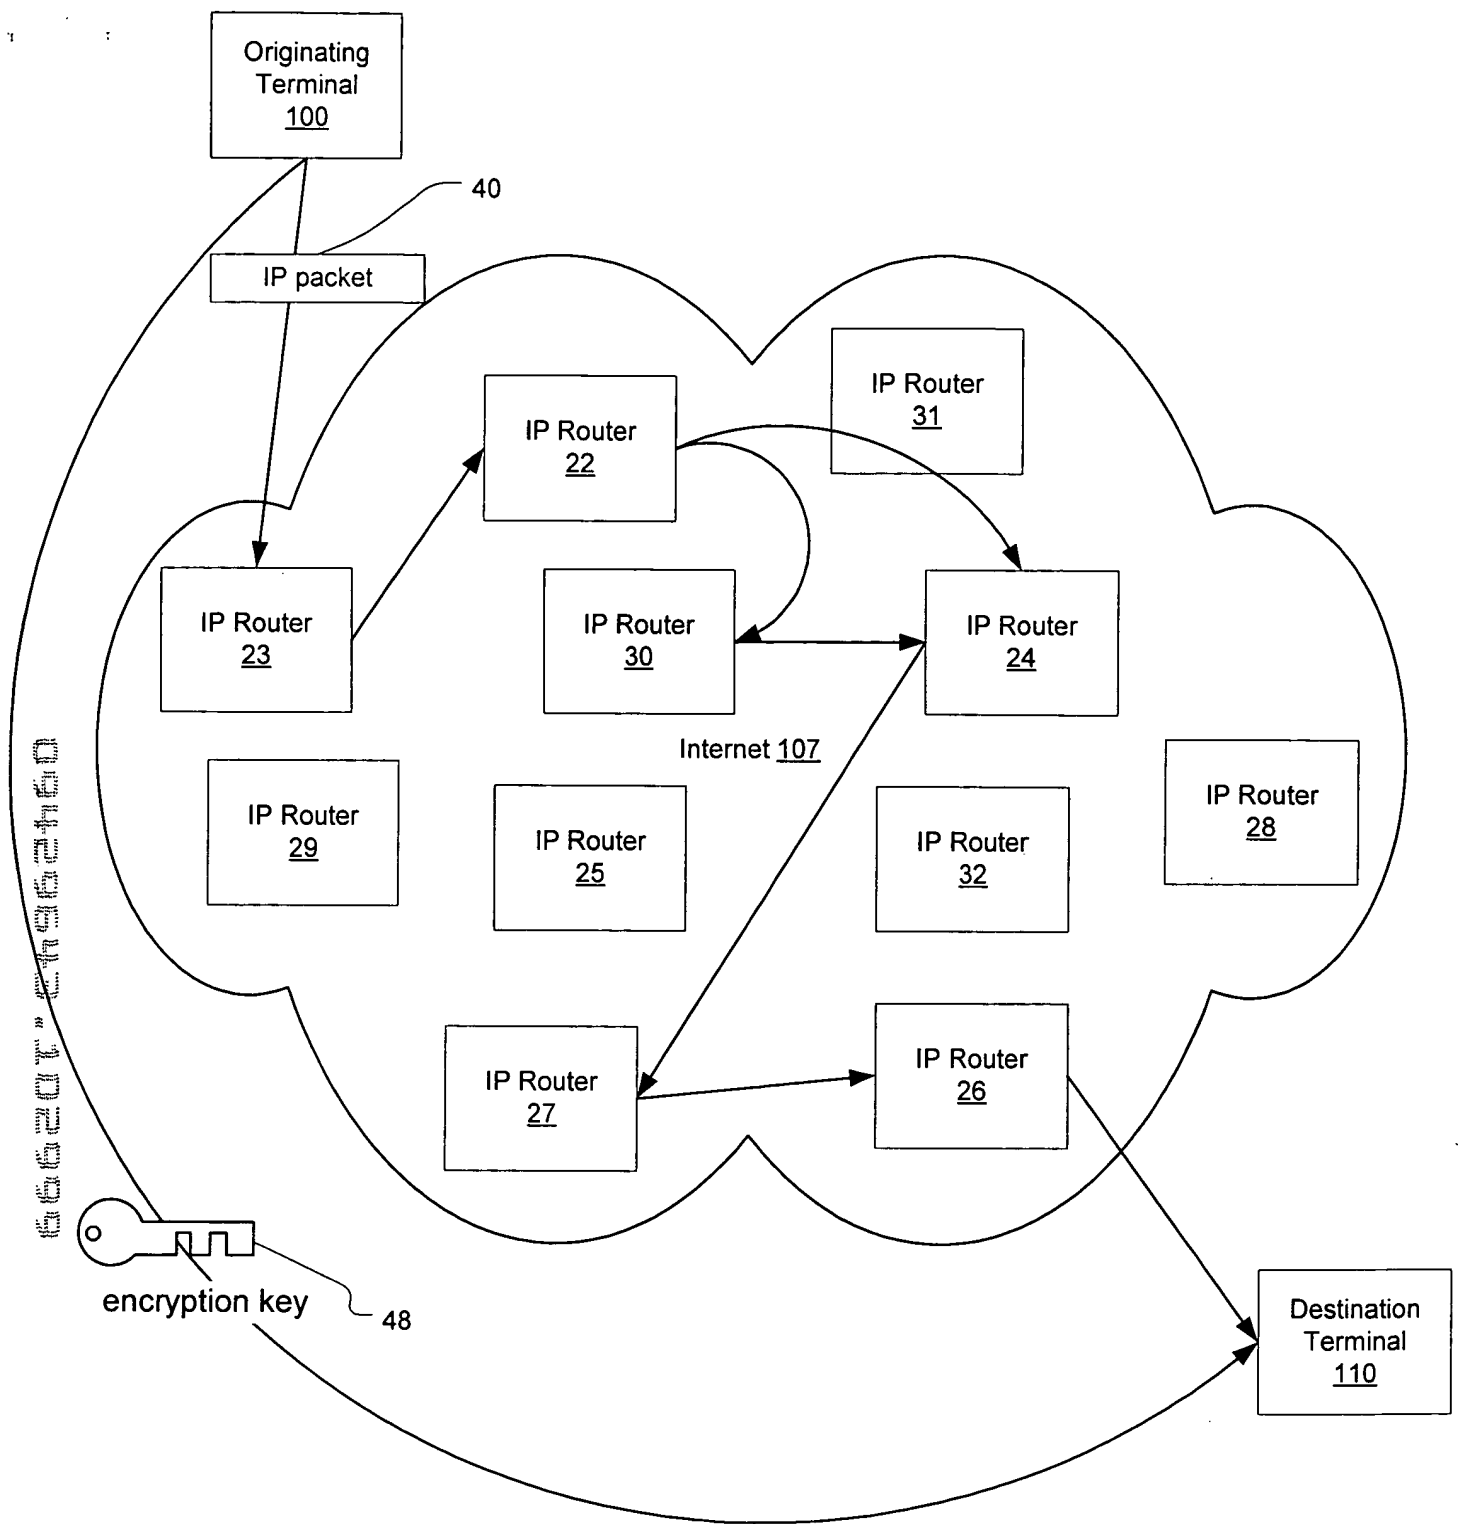 Originating
Terminal
100
40
IP packet
IP Router
31
IP Router
22
IP Router
23
IP Router
30
IP Router
24
Internet 107
IP Router
29
IP Router
25
IP Router
32
IP Router
28
IP Router
27
IP Router
26
encryption key
48
Destination
Terminal
110